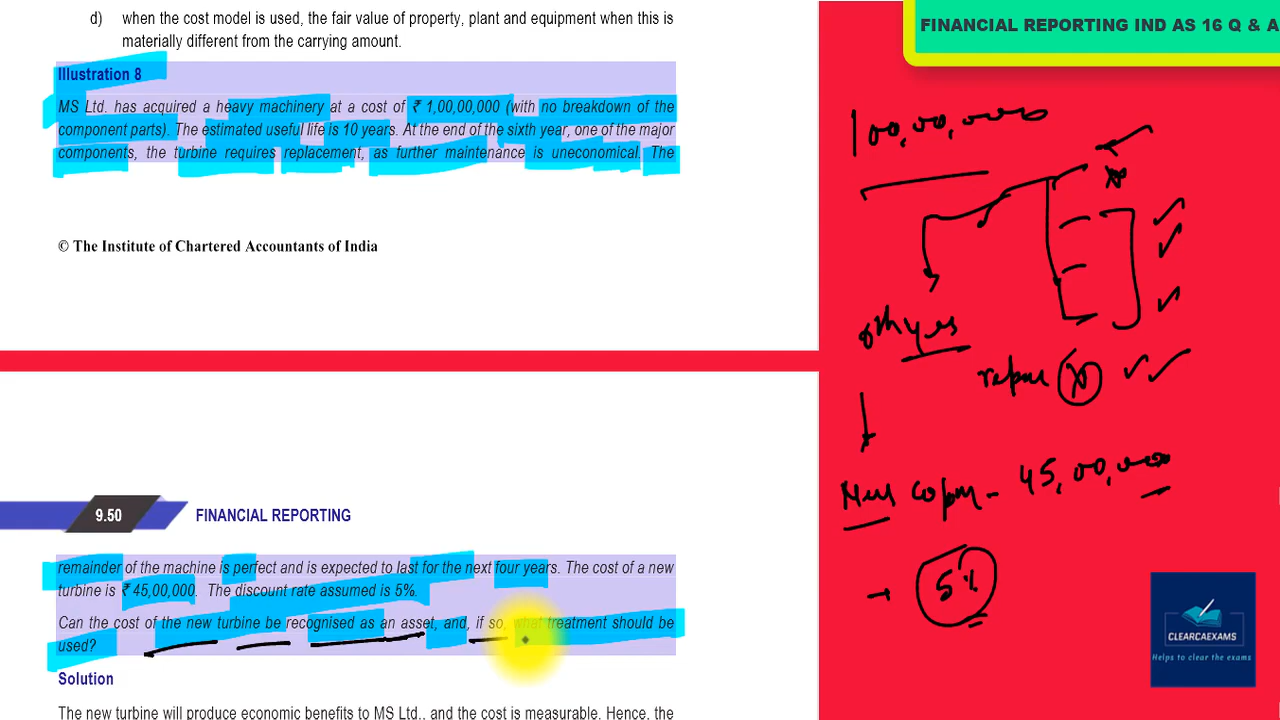 d) when the cost model is used, the fair value of property, plant and equipment when this is
materially different from the carrying amount.
Illustration 8
MS Ltd. has acquired a heavy machinery at a cost of ₹ 1,00,00,000 (with no breakdown of the
component parts). The estimated useful life is 10 years. At the end of the sixth year, one of the major
components, the turbine requires replacement, as further maintenance is uneconomical. The
© The Institute of Chartered Accountants of India
9.50 FINANCIAL REPORTING
remainder of the machine is perfect and is expected to last for the next four years. The cost of a new
turbine is ₹ 45,00,000. The discount rate assumed is 5%.
Can the cost of the new turbine be recognised as an asset, and, if so, what treatment should be
used?
Solution
The new turbine will produce economic benefits to MS Ltd., and the cost is measurable. Hence, the
FINANCIAL REPORTING IND AS 16 Q & A
100,00,000
45,00,000
5%
CLEARCAEXAMS
Helps to clear the exams